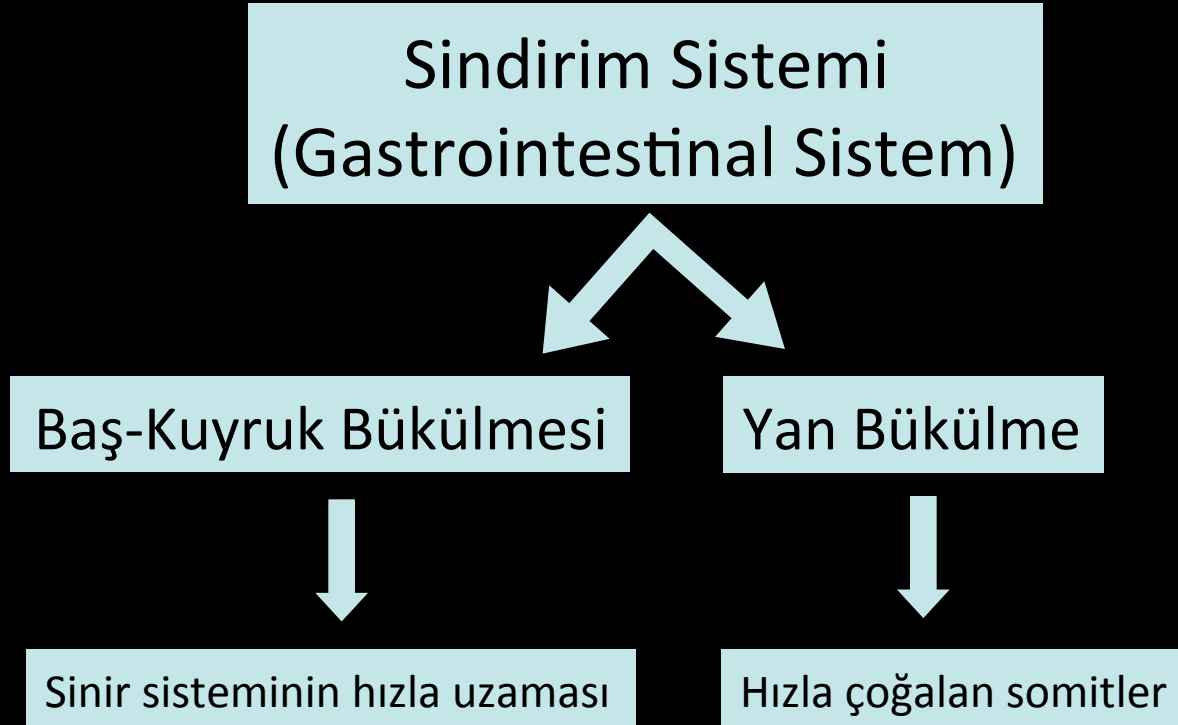 Sindirim Sistemi
(Gastrointestinal Sistem)
Baş-Kuyruk Bükülmesi
Yan Bükülme
Sinir sisteminin hızla uzaması
Hızla çoğalan somitler